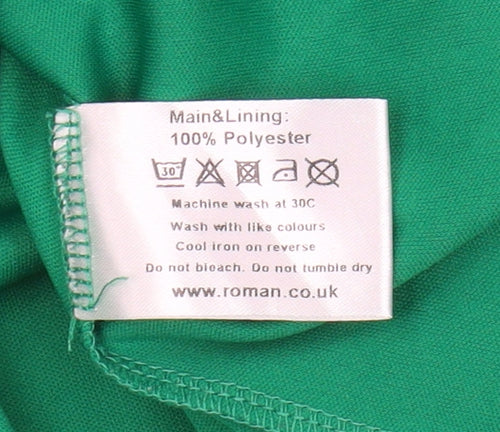 Main&Lining:
100% Polyester
30°
Machine wash at 30C
Wash with like colours
Cool iron on reverse
Do not bleach. Do not tumble dry
www.roman.co.uk